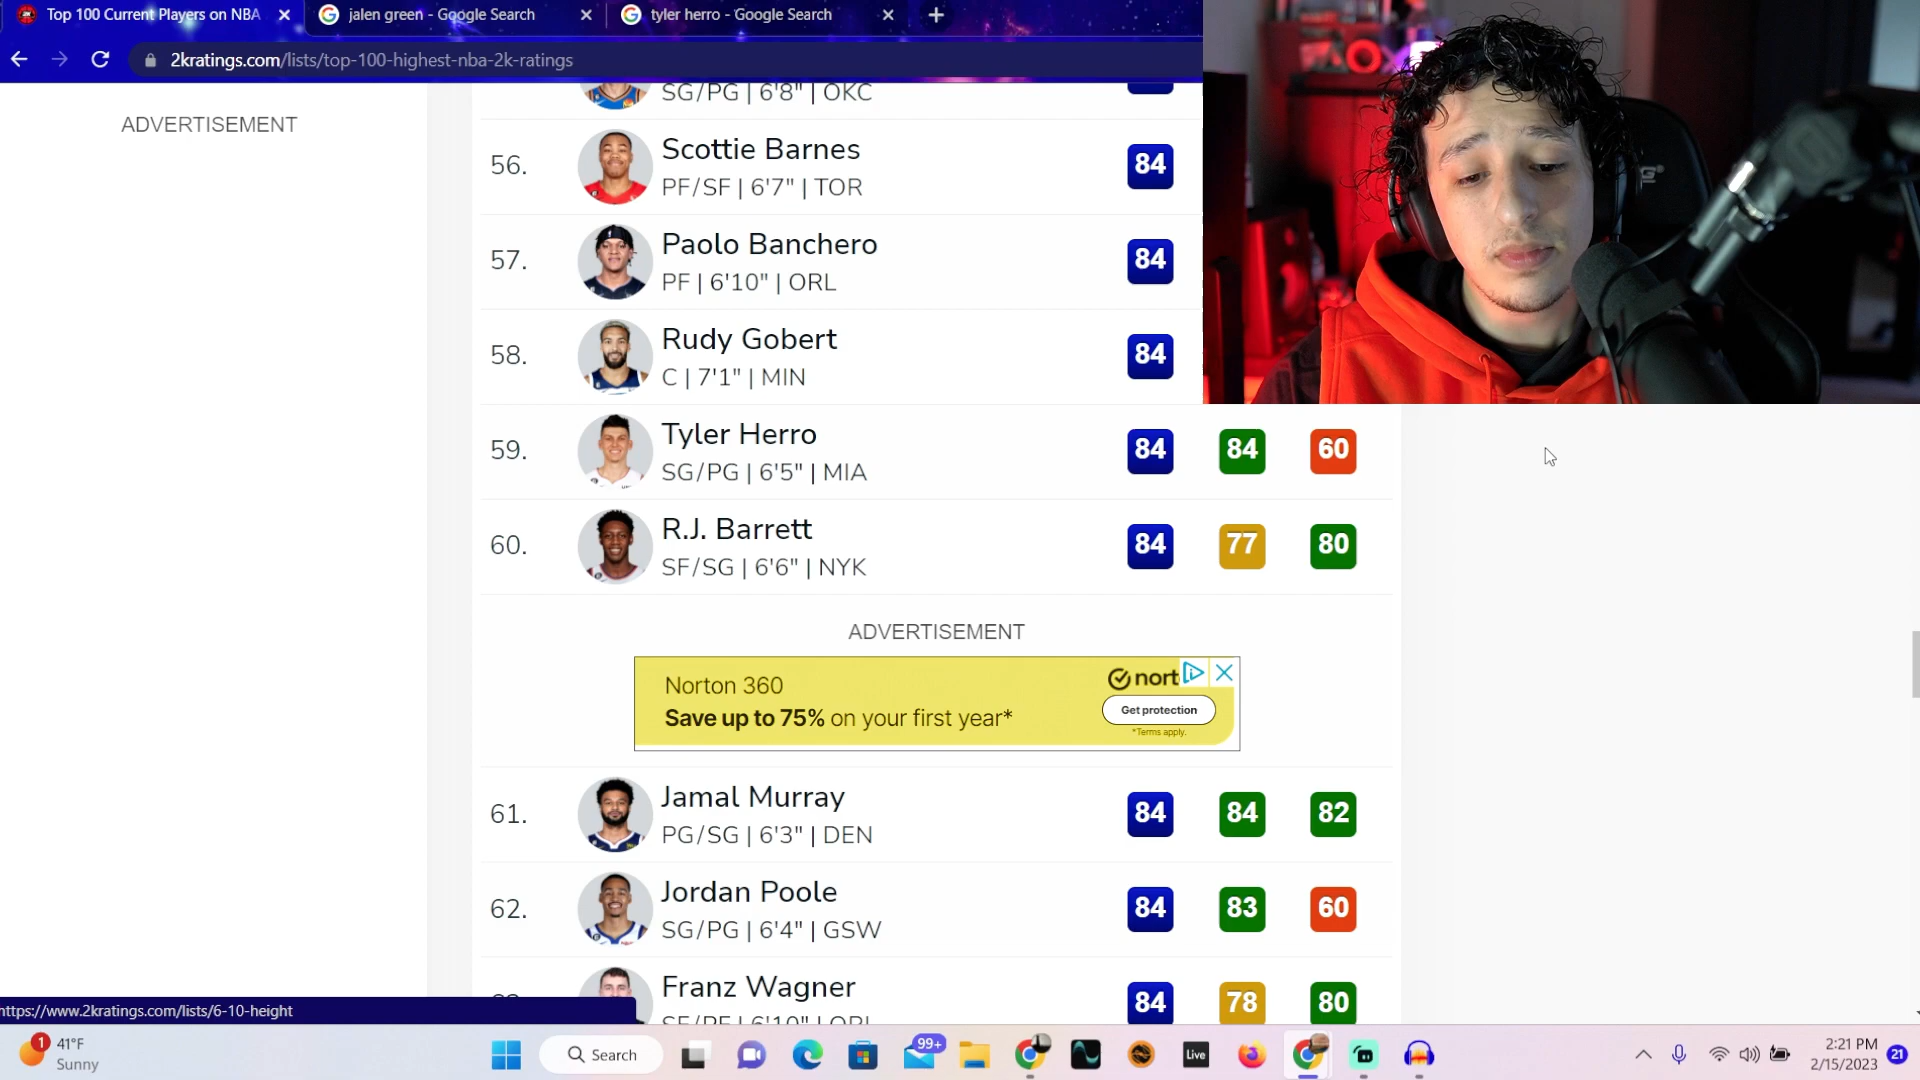 Top 100 Current Players on NBA
jalen green - Google Search
tyler herro - Google Search
2kratings.com/lists/top-100-highest-nba-2k-ratings
ADVERTISEMENT
SG/PG | 6'8" | OKC
56.
Scottie Barnes
PF/SF | 6'7" | TOR
84
57.
Paolo Banchero
PF | 6'10" | ORL
84
58.
Rudy Gobert
C | 7'1" | MIN
84
59.
Tyler Herro
SG/PG | 6'5" | MIA
84 84 60
60.
R.J. Barrett
SF/SG | 6'6" | NYK
84 77 80
ADVERTISEMENT
Norton 360
Save up to 75% on your first year*
nort
Get protection
*Terms apply.
61.
Jamal Murray
PG/SG | 6'3" | DEN
84 84 82
62.
Jordan Poole
SG/PG | 6'4" | GSW
84 83 60
Franz Wagner
SF/PF | 6'10" | ORL
84 78 80
https://www.2kratings.com/lists/6-10-height
1
41°F
Sunny
Search
99+
Live
2:21 PM
2/15/2023
21